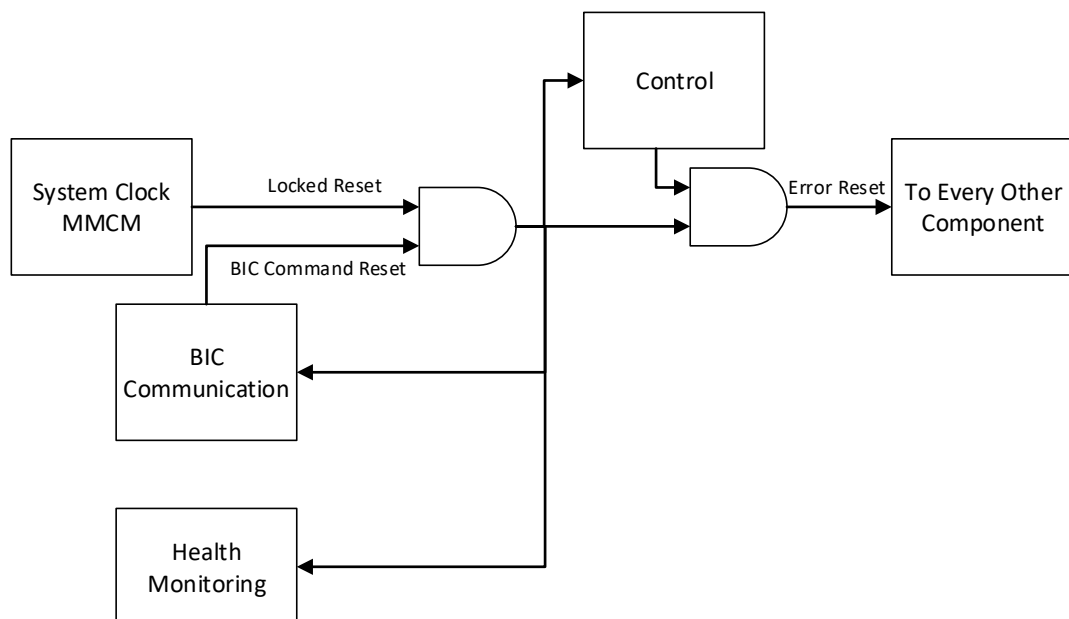 Control
System Clock
MMCM
Locked Reset
BIC Command Reset
Error Reset
To Every Other
Component
BIC
Communication
Health
Monitoring